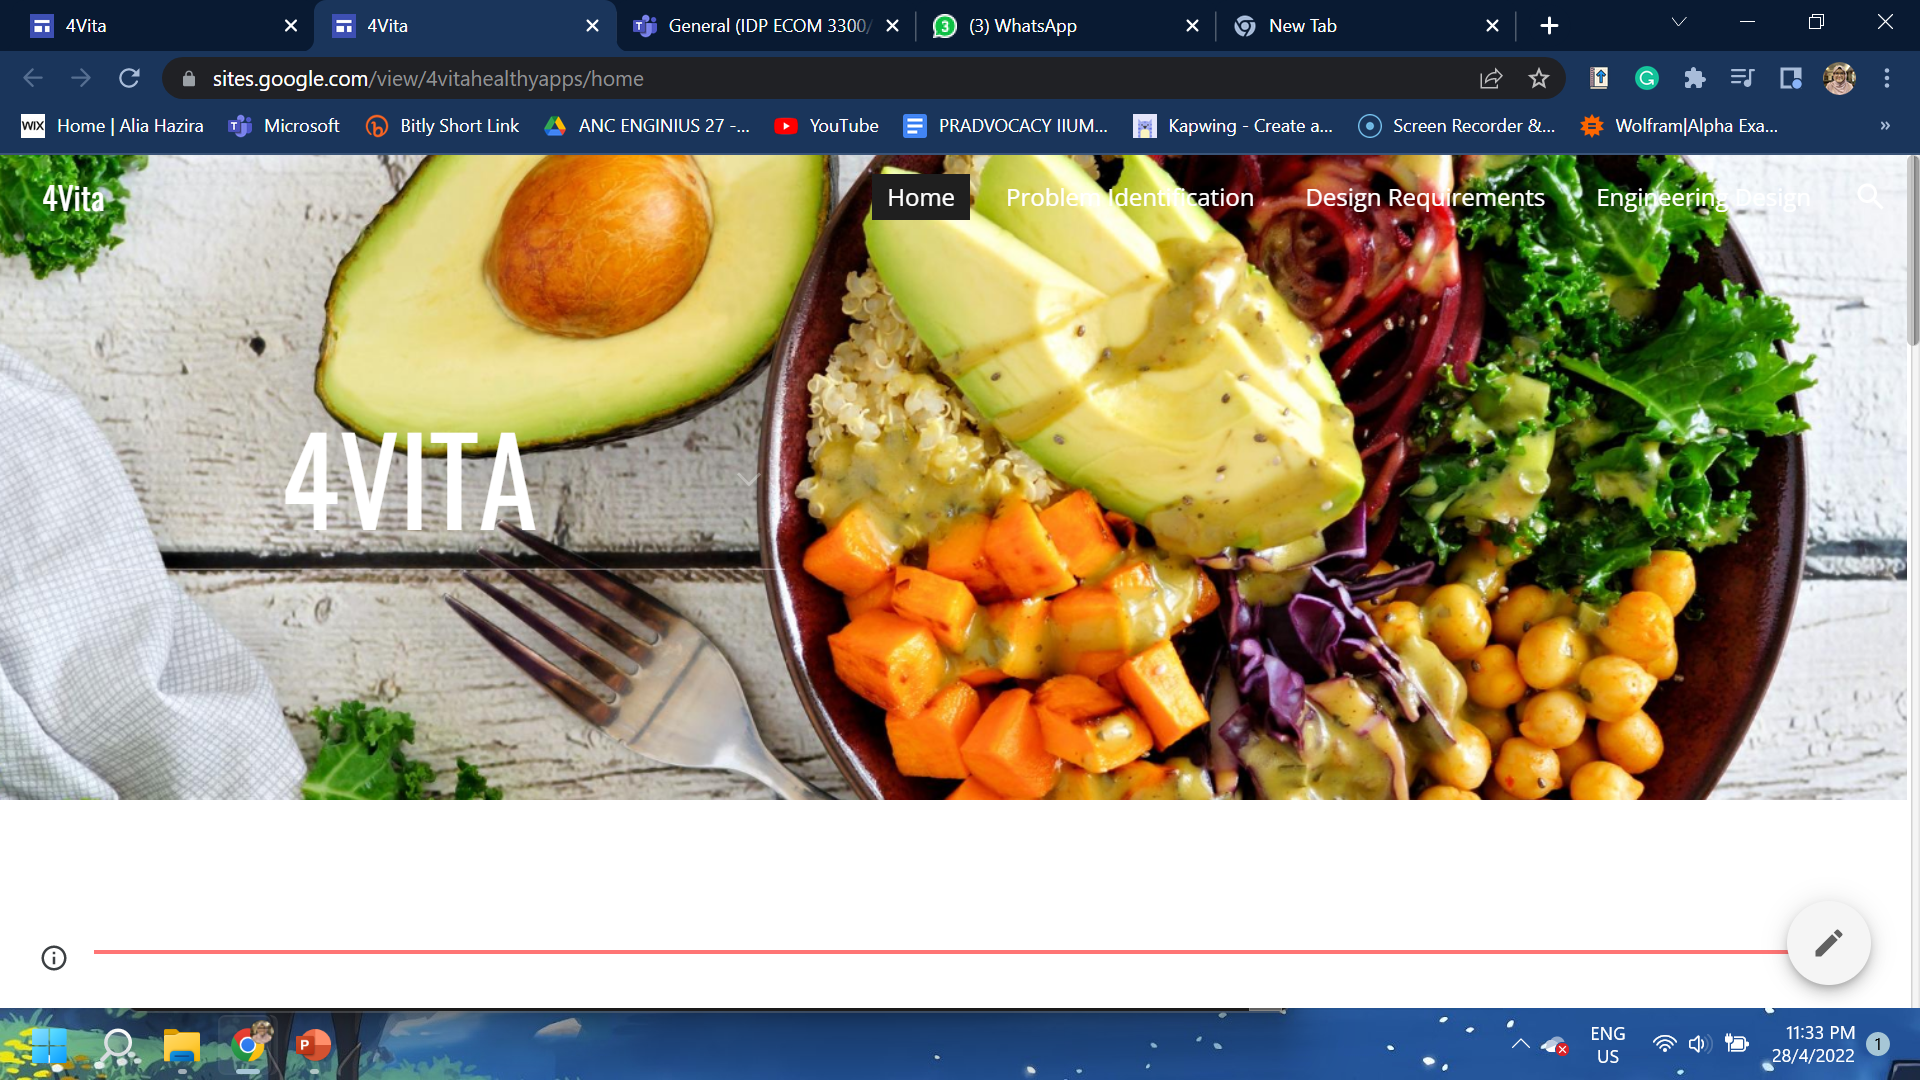 4Vita
4Vita
General (IDP ECOM 3300/
3
(3) WhatsApp
New Tab
sites.google.com/view/4vitahealthyapps/home
WiX Home | Alia Hazira
Microsoft
Bitly Short Link
ANC ENGINIUS 27 -...
YouTube
PRADVOCACY IIUM...
Kapwing - Create a...
Screen Recorder &...
Wolfram|Alpha Exa...
»
4Vita
Home
Problem Identification
Design Requirements
Engineering Design
4VITA
ENG
US
11:33 PM
28/4/2022
1